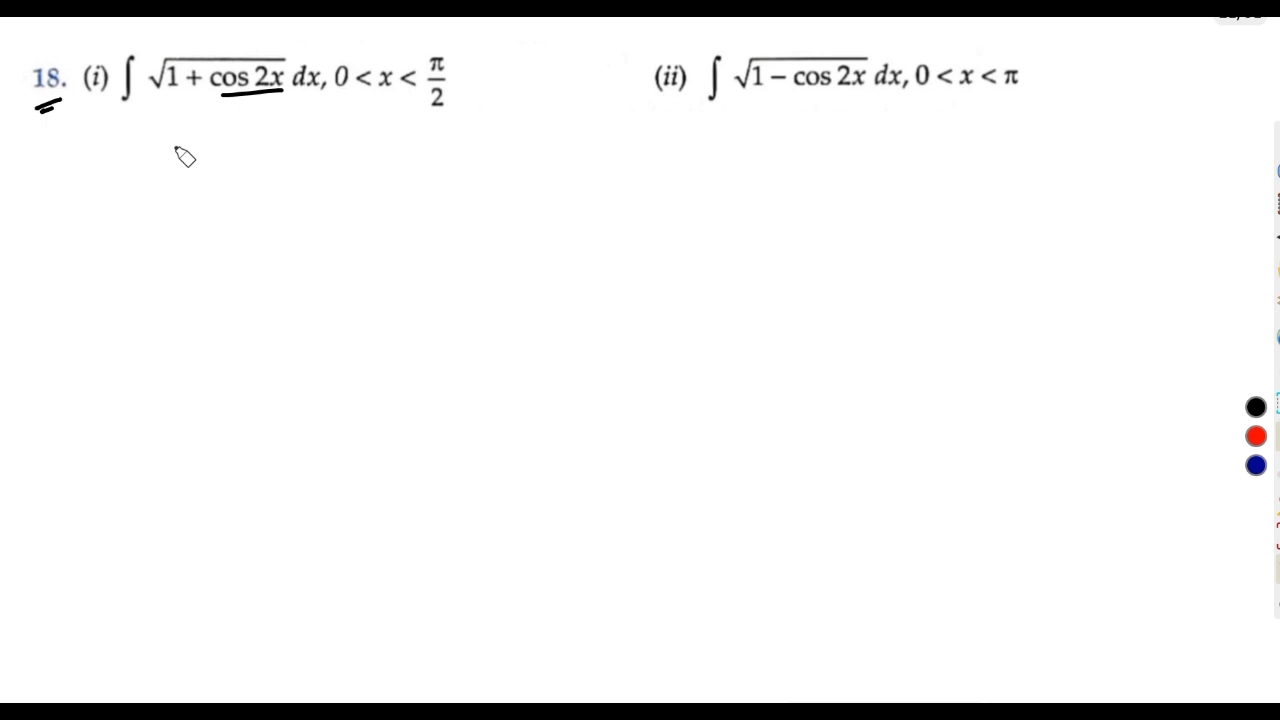 18. (i) ∫ √(1 + cos 2x) dx, 0 < x < π/2
(ii) ∫ √(1 − cos 2x) dx, 0 < x < π